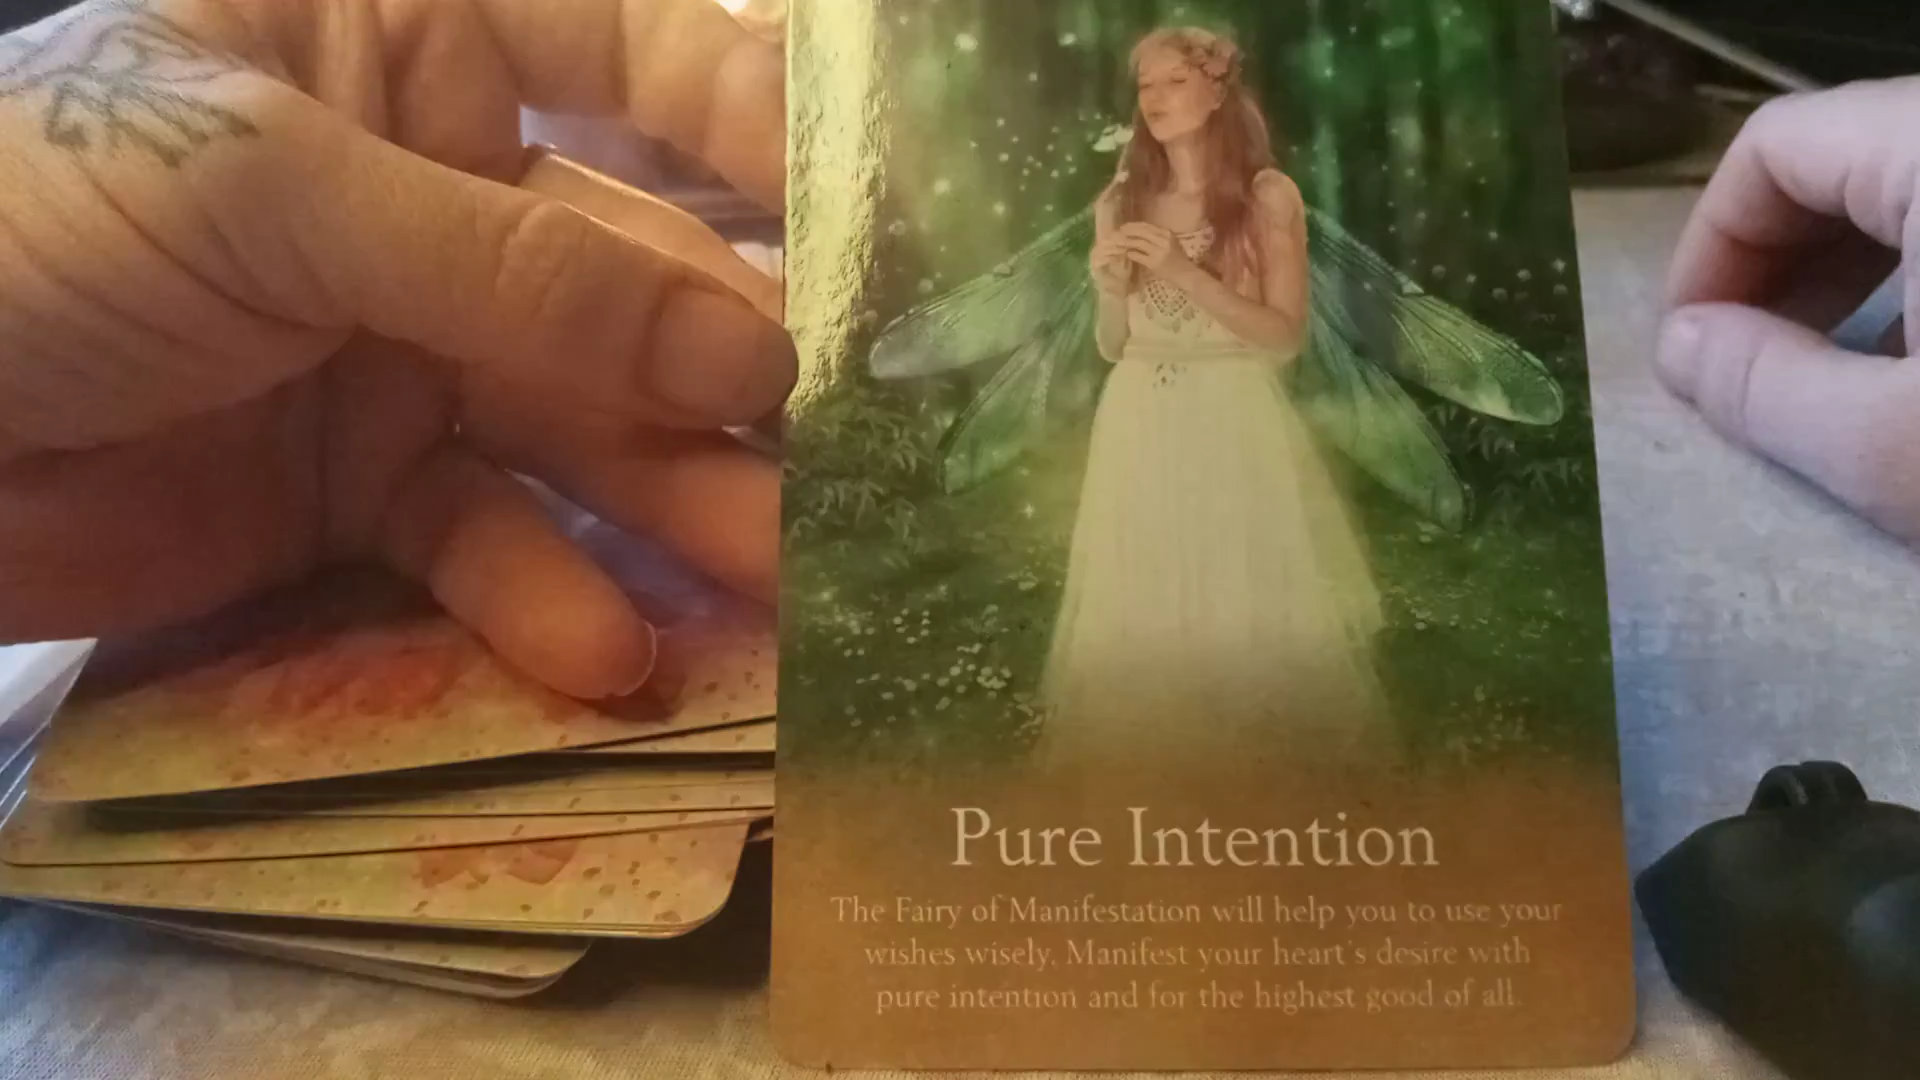 Pure Intention
The Fairy of Manifestation will help you to use your
wishes wisely. Manifest your heart's desire with
pure intention and for the highest good of all.